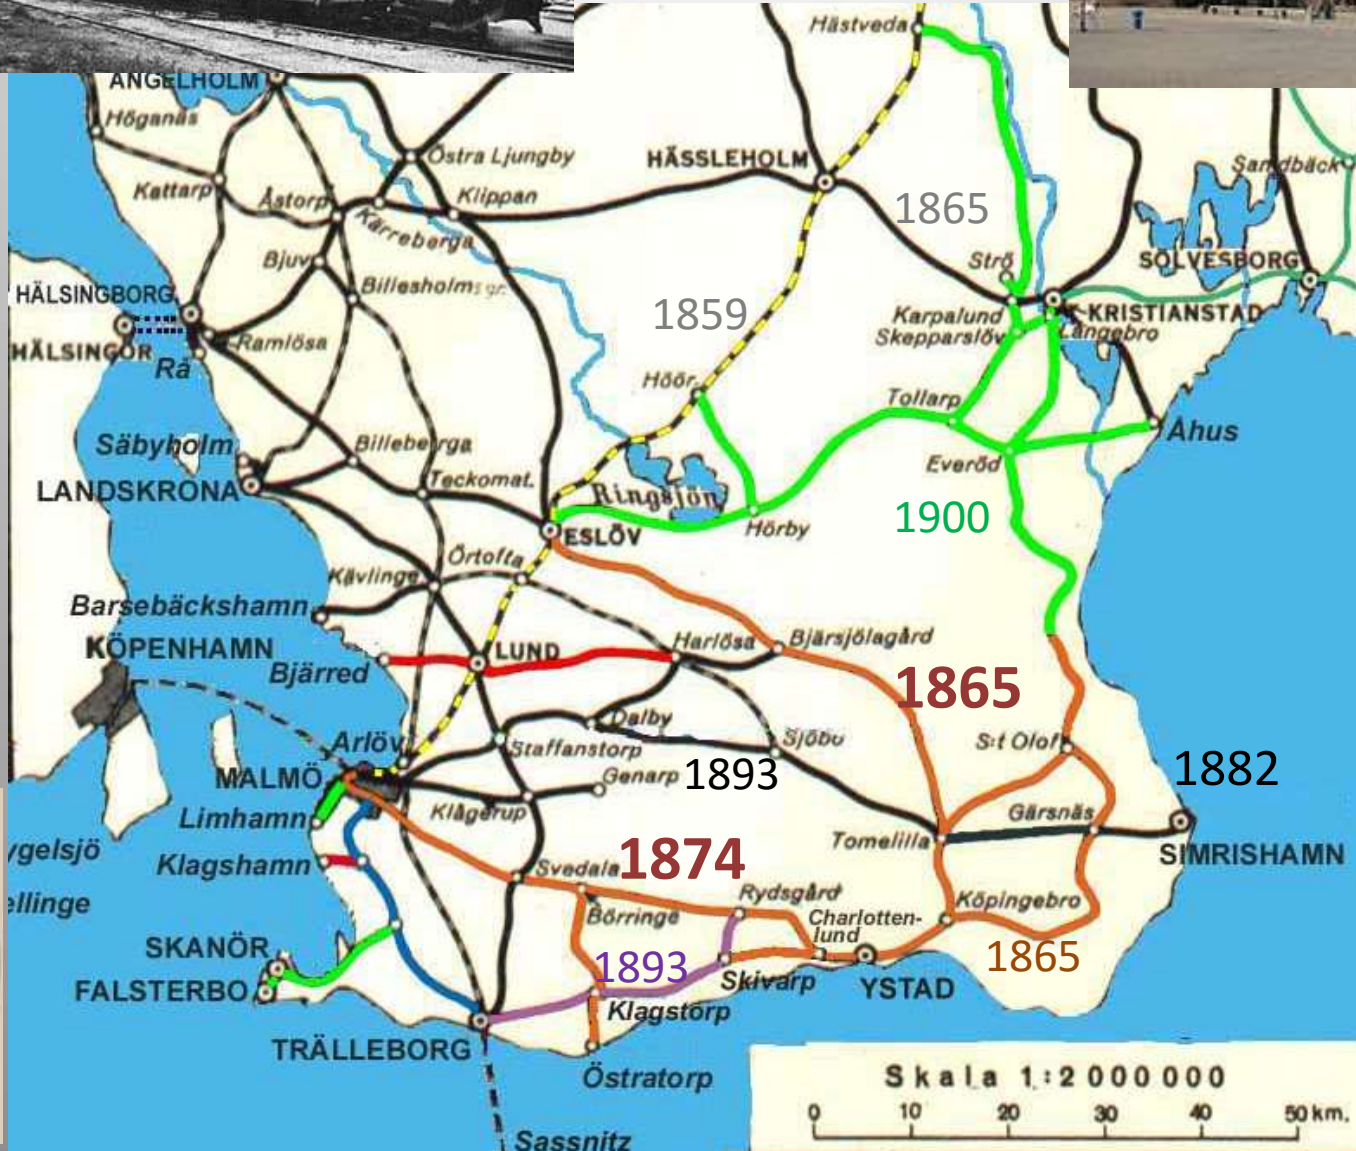 Hästveda
ÄNGELHOLM
Höganäs
Östra Ljungby
HÄSSLEHOLM
Sandbäck
Kattarp
Åstorp
Klippan
Kärreberga
1865
Bjuv
Strö
SÖLVESBORG
Billesholmsgr.
HÄLSINGBORG
1859
Karpalund
KRISTIANSTAD
Skepparslöv
Långebro
HÄLSINGÖR
Ramlösa
Rå
Höör
Tollarp
Åhus
Säbyholm
Billeberga
Everöd
LANDSKRONA
Teckomat.
Ringsjön
1900
Hörby
ESLÖV
Örtofta
Kävlinge
Barsebäckshamn
KÖPENHAMN
LUND
Harlösa
Bjärsjölagård
Bjärred
1865
Dalby
Arlöv
Staffanstorp
Sjöbo
S:t Olof
MALMÖ
Genarp
1893
1882
Limhamn
Klågerup
Tomelilla
Gärsnäs
ygelsjö
Klagshamn
Svedala
1874
SIMRISHAMN
ellinge
Rydsgård
Köpingebro
Börringe
Charlotten-
lund
SKANÖR
1893
1865
FALSTERBO
Skivarp
YSTAD
Klagstorp
TRÄLLEBORG
Östratorp
Skala 1:2 000 000
0 10 20 30 40 50 km.
Sassnitz